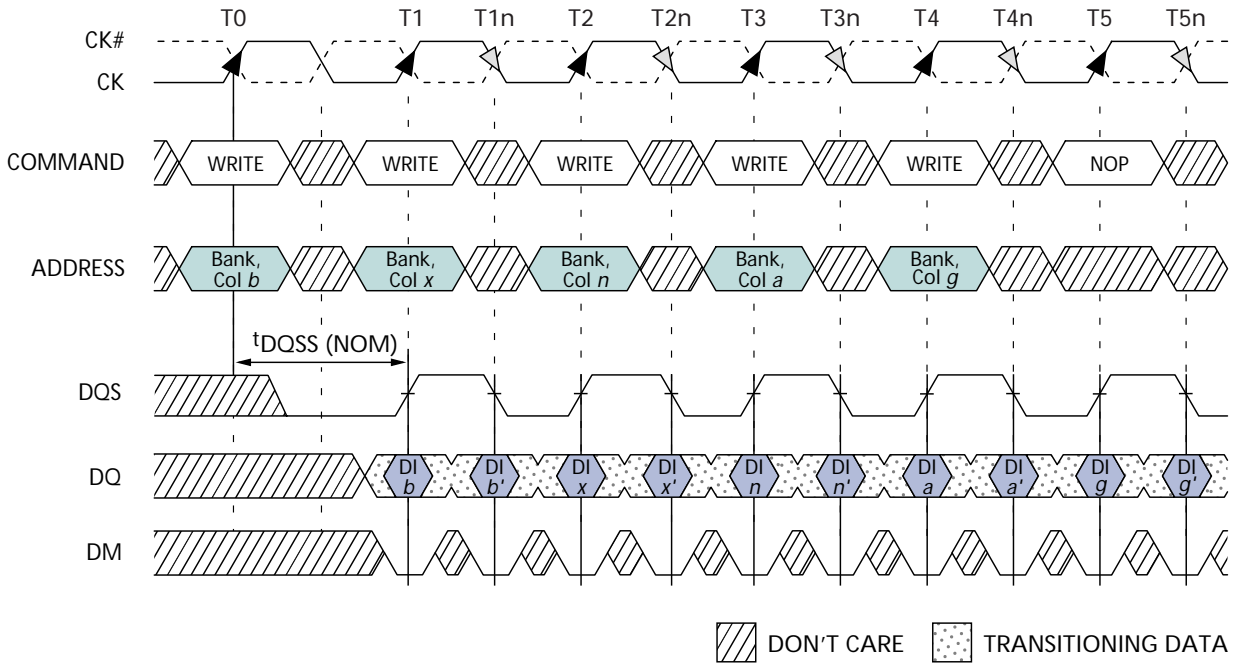 T0 T1 T1n T2 T2n T3 T3n T4 T4n T5 T5n
CK#
CK
COMMAND WRITE WRITE WRITE WRITE WRITE NOP
ADDRESS
Bank, Bank, Bank, Bank, Bank,
Col b Col x Col n Col a Col g
tDQSS (NOM)
DQS
DQ
DI DI DI DI DI DI DI DI DI DI
b b' x x' n n' a a' g g'
DM
DON'T CARE TRANSITIONING DATA